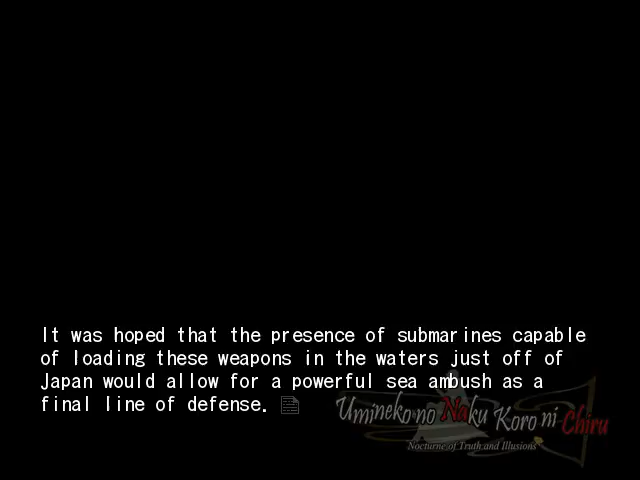 It was hoped that the presence of submarines capable
of loading these weapons in the waters just off of
Japan would allow for a powerful sea ambush as a
final line of defense.
Umineko no Naku Koro ni Chiru
Nocturne of Truth and Illusions